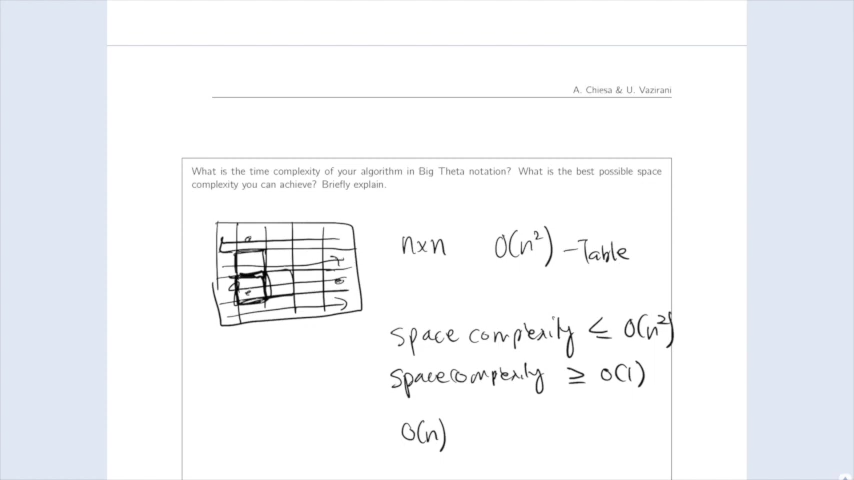 A. Chiesa & U. Vazirani
What is the time complexity of your algorithm in Big Theta notation? What is the best possible space
complexity you can achieve? Briefly explain.
n×n O(n²) – Table
space complexity ≤ O(n²)
space complexity ≥ O(1)
O(n)